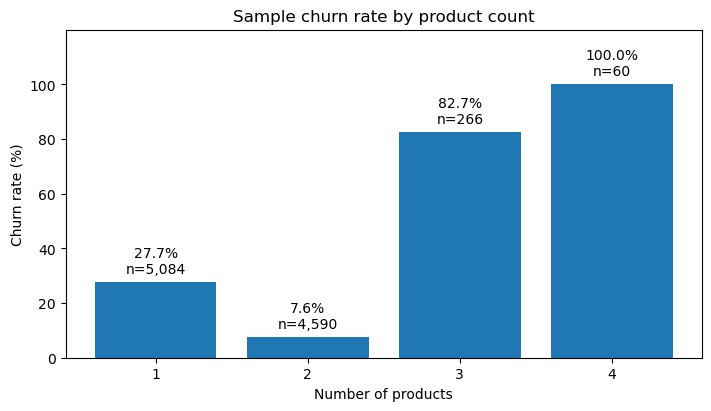 Sample churn rate by product count
100.0%
n=60
82.7%
n=266
27.7%
n=5,084
7.6%
n=4,590
Churn rate (%)
100
80
60
40
20
0
1 2 3 4
Number of products